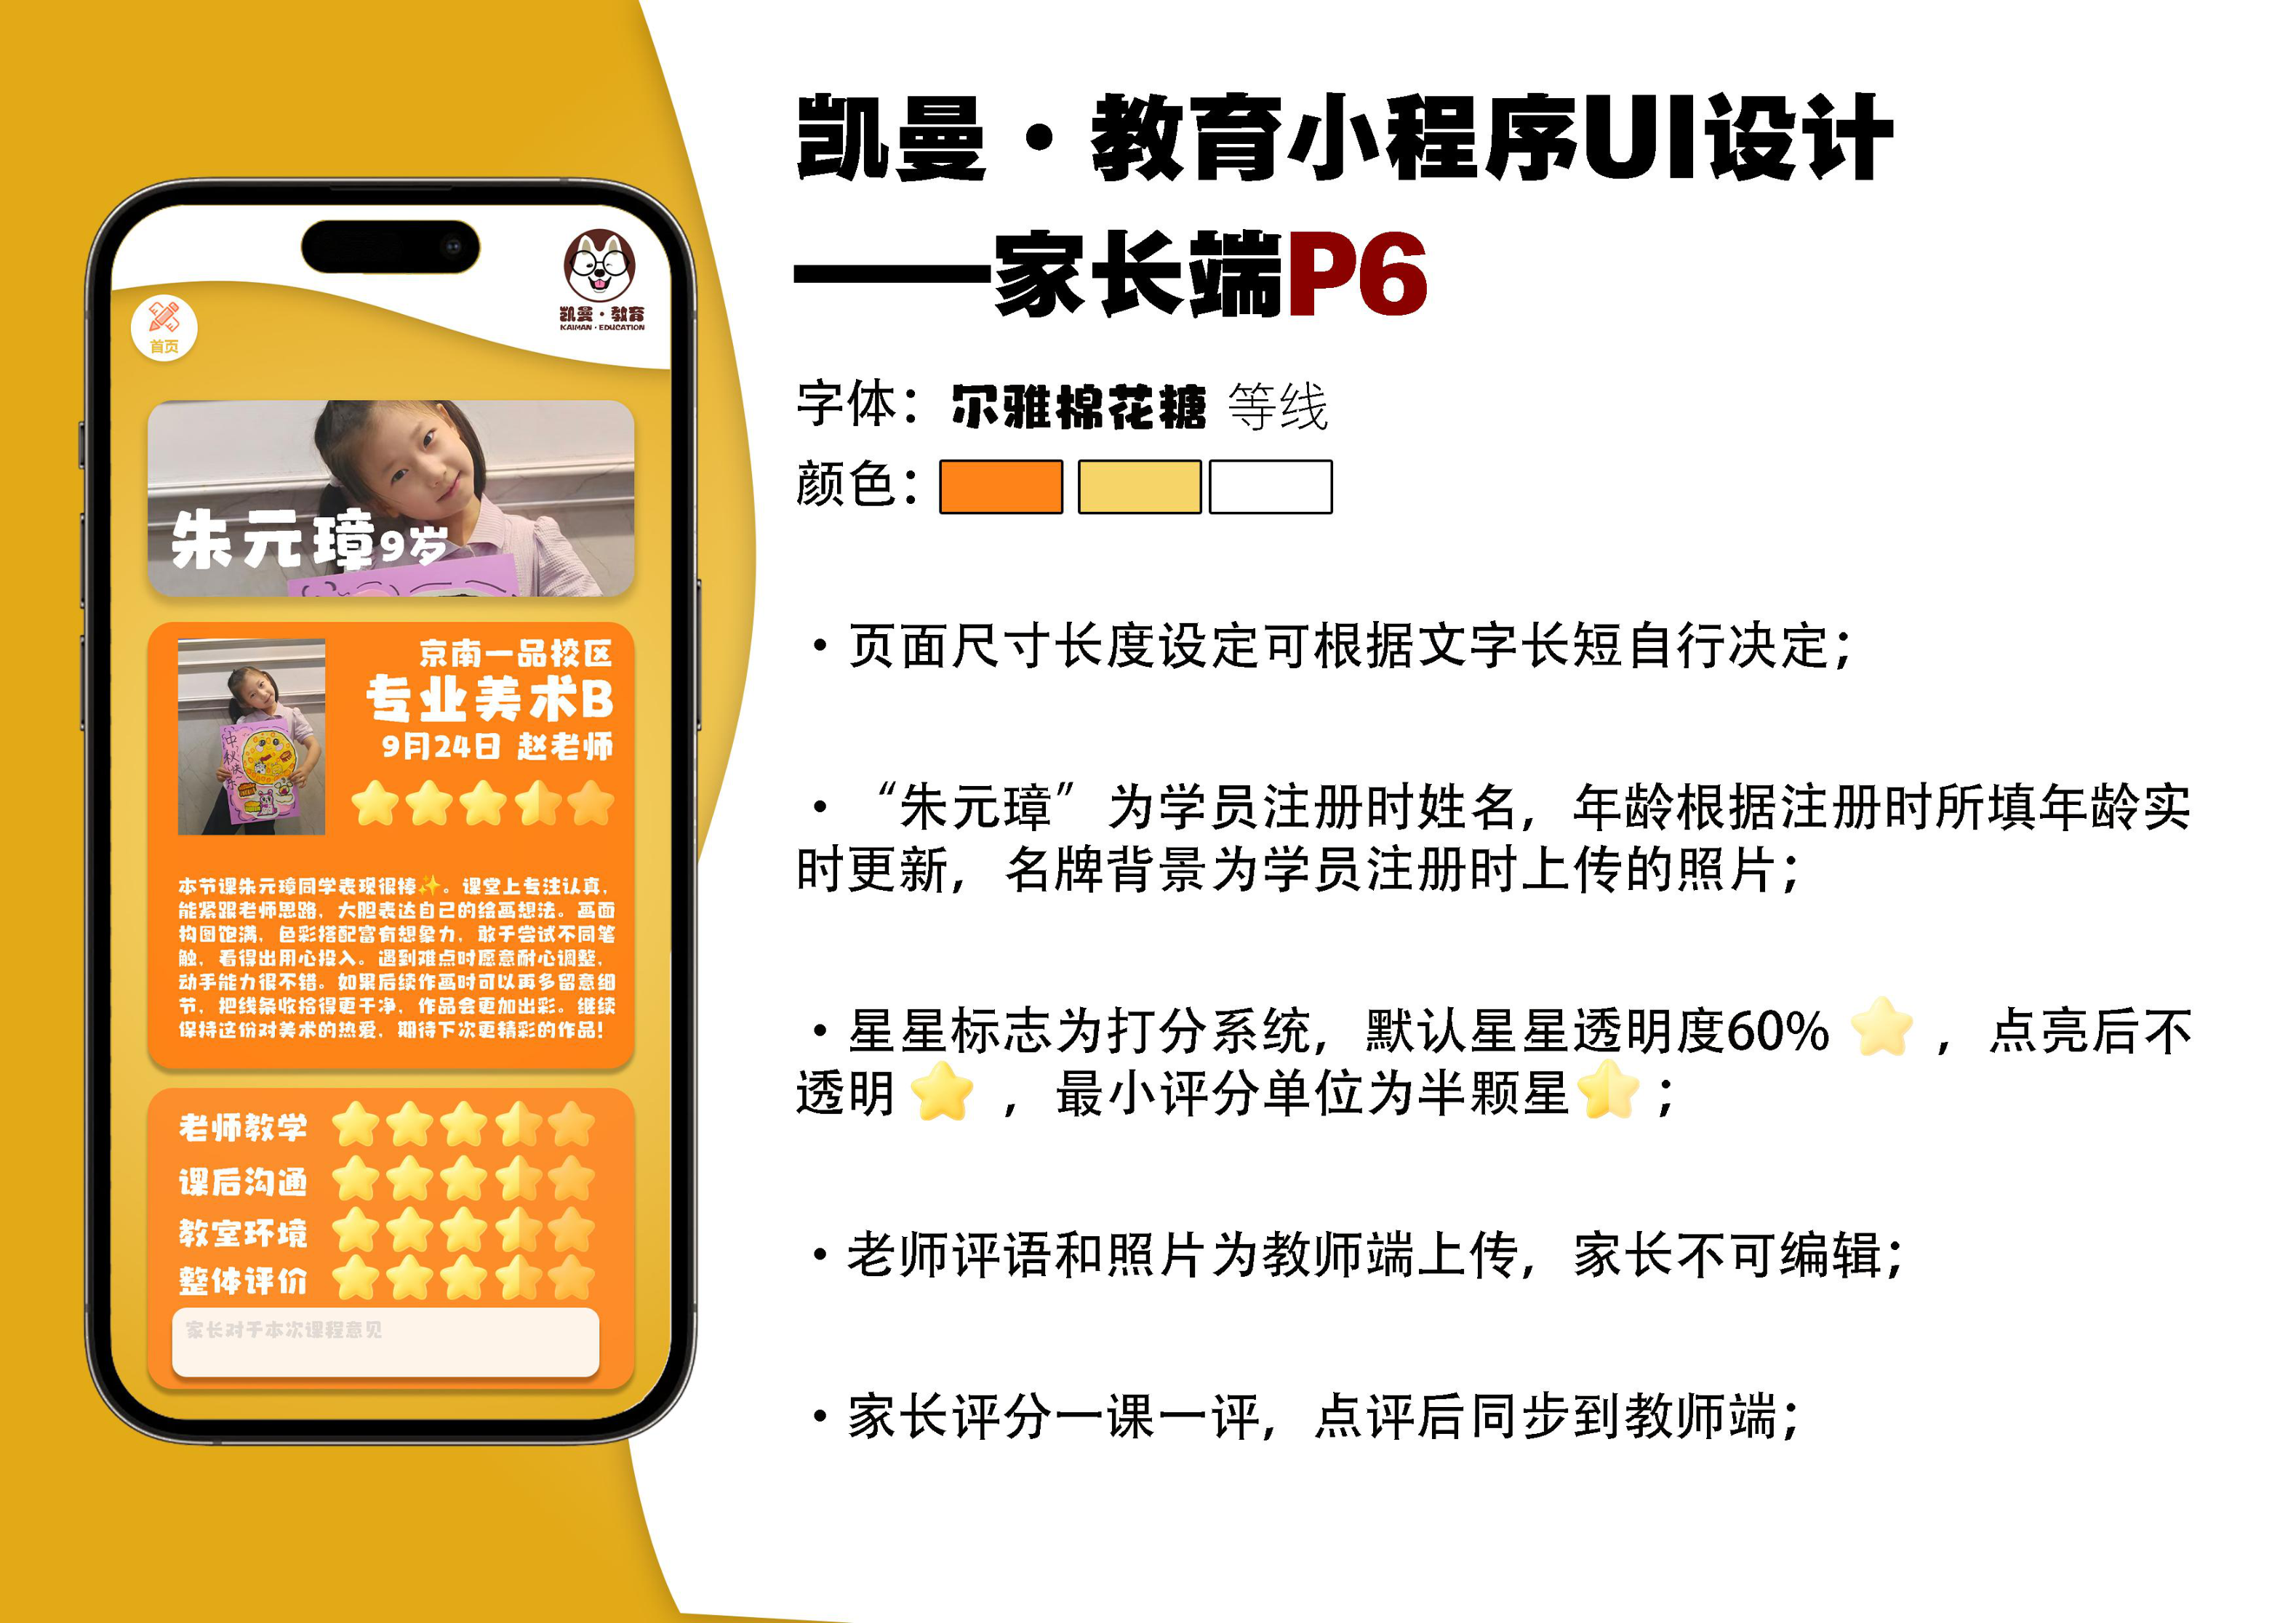 凯曼·教育小程序UI设计
——家长端P6
字体：尔雅棉花糖 等线
颜色：
·页面尺寸长度设定可根据文字长短自行决定；
·“朱元璋”为学员注册时姓名，年龄根据注册时所填年龄实
时更新，名牌背景为学员注册时上传的照片；
·星星标志为打分系统，默认星星透明度60% ，点亮后不
透明 ，最小评分单位为半颗星 ；
·老师评语和照片为教师端上传，家长不可编辑；
·家长评分一课一评，点评后同步到教师端；
凯曼·教育
KAIMAN·EDUCATION
首页
朱元璋9岁
京南一品校区
专业美术B
9月24日 赵老师
中秋快乐
本节课朱元璋同学表现很棒✨。课堂上专注认真，
能紧跟老师思路，大胆表达自己的绘画想法。画面
构图饱满，色彩搭配富有想象力，敢于尝试不同笔
触，看得出用心投入。遇到难点时愿意耐心调整，
动手能力很不错。如果后续作画时可以再多留意细
节，把线条收拾得更干净，作品会更加出彩。继续
保持这份对美术的热爱，期待下次更精彩的作品！
老师教学
课后沟通
教室环境
整体评价
家长对于本次课程意见